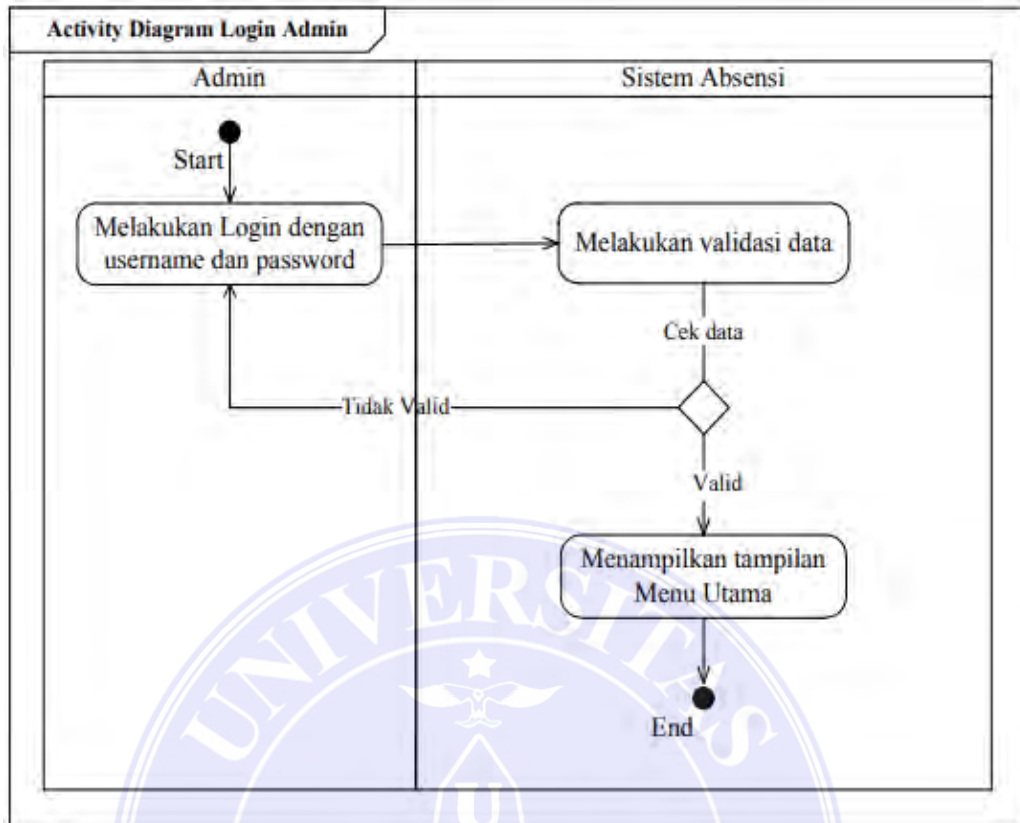 Activity Diagram Login Admin
Admin
Sistem Absensi
Start
Melakukan Login dengan
username dan password
Melakukan validasi data
Cek data
Tidak Valid
Valid
Menampilkan tampilan
Menu Utama
End
UNIVERSITAS
U